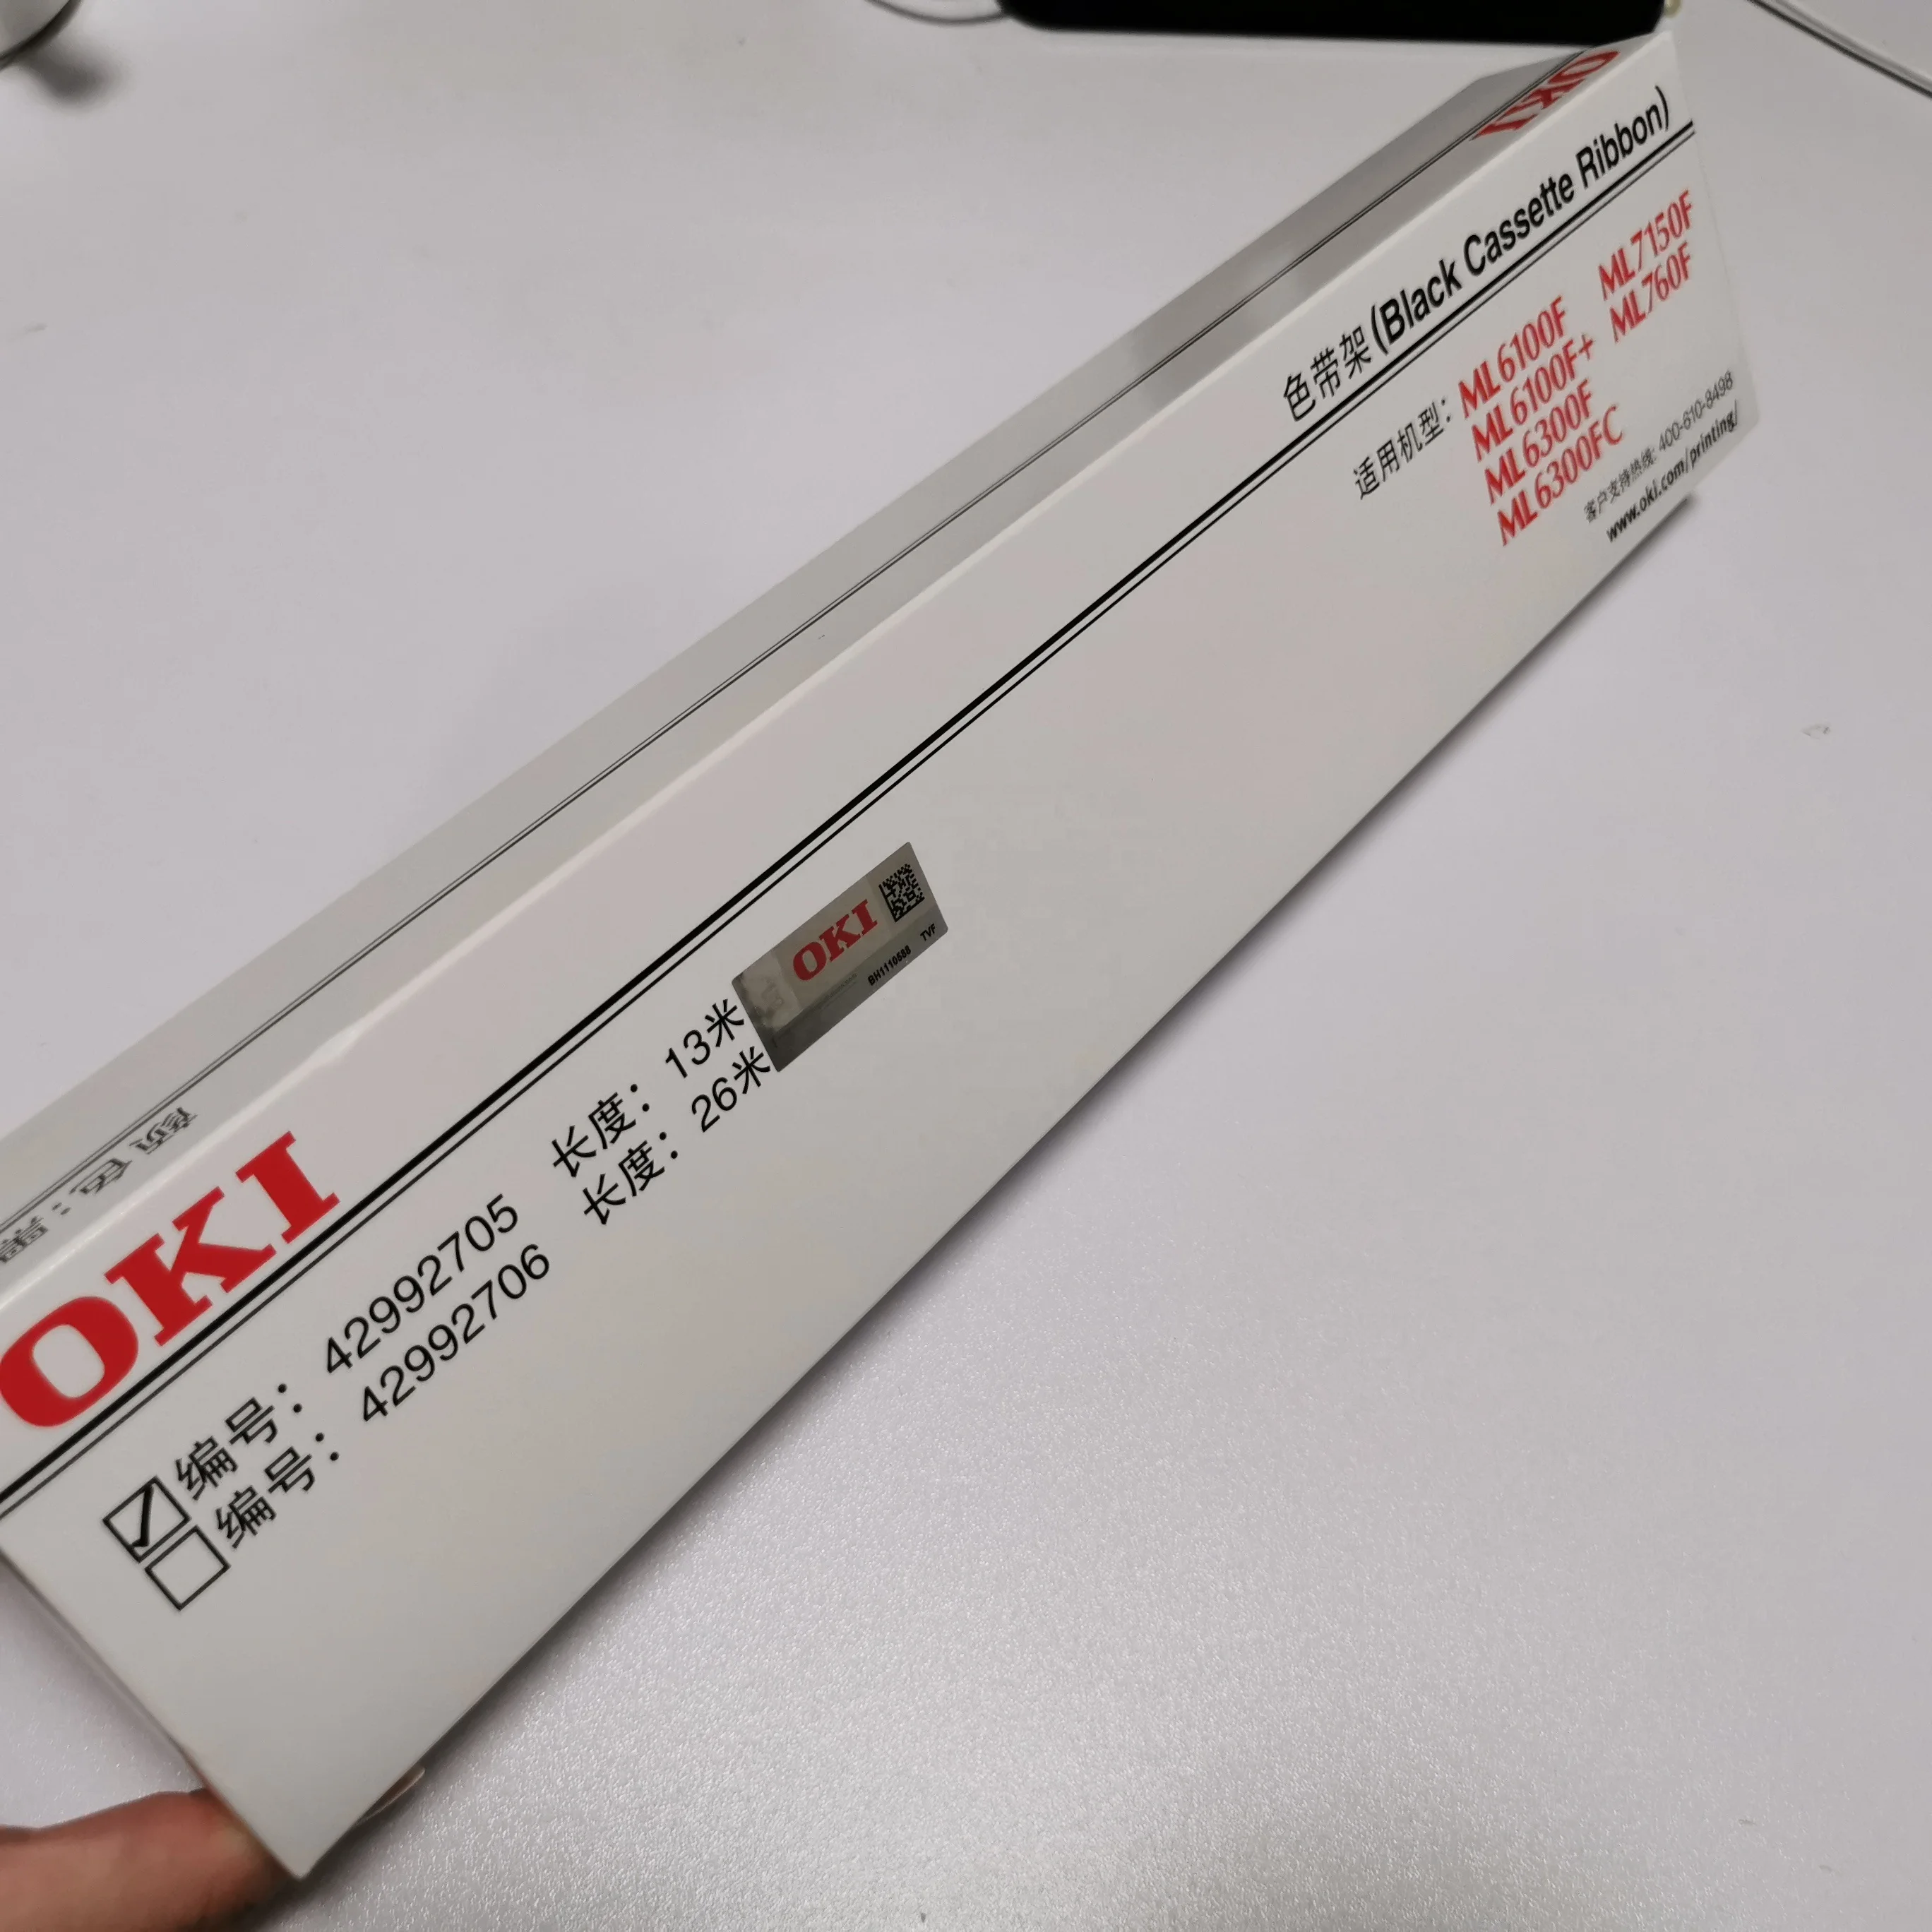 OKI
色带架(Black Cassette Ribbon)
适用机型: ML6100F ML7150F
ML6100F+ ML760F
ML6300F
ML6300FC
客户支持热线: 400-610-8498
www.oki.com/printing/
OKI
BH1110588 TVF
OKI
编号: 42992705 长度: 13米
编号: 42992706 长度: 26米
颜色: